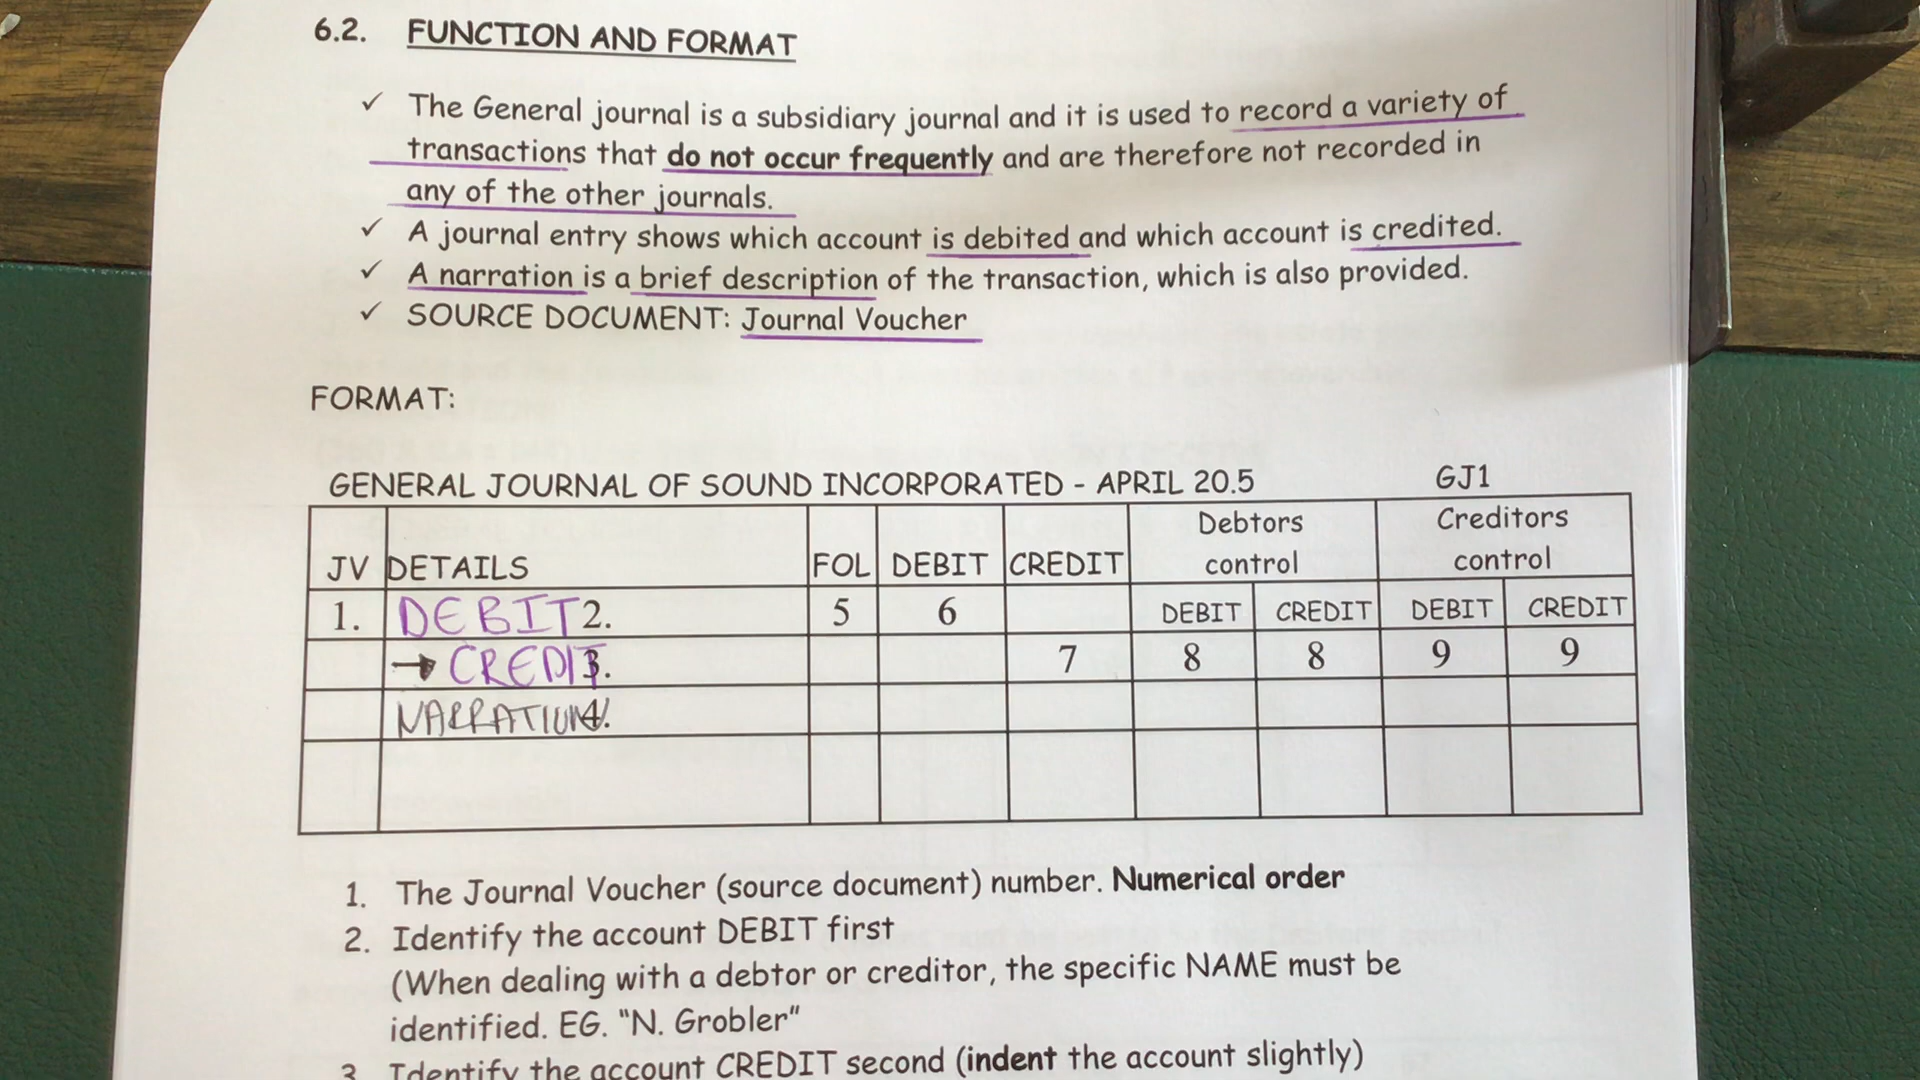 6.2. FUNCTION AND FORMAT
✓ The General journal is a subsidiary journal and it is used to record a variety of
transactions that do not occur frequently and are therefore not recorded in
any of the other journals.
✓ A journal entry shows which account is debited and which account is credited.
✓ A narration is a brief description of the transaction, which is also provided.
✓ SOURCE DOCUMENT: Journal Voucher
FORMAT:
GENERAL JOURNAL OF SOUND INCORPORATED - APRIL 20.5 GJ1
Debtors Creditors
JV DETAILS FOL DEBIT CREDIT control control
1. DEBIT 2. 5 6 DEBIT CREDIT DEBIT CREDIT
→ CREDIT 3. 7 8 8 9 9
NARRATION 4.
1. The Journal Voucher (source document) number. Numerical order
2. Identify the account DEBIT first
(When dealing with a debtor or creditor, the specific NAME must be
identified. EG. "N. Grobler"
3 Identify the account CREDIT second (indent the account slightly)